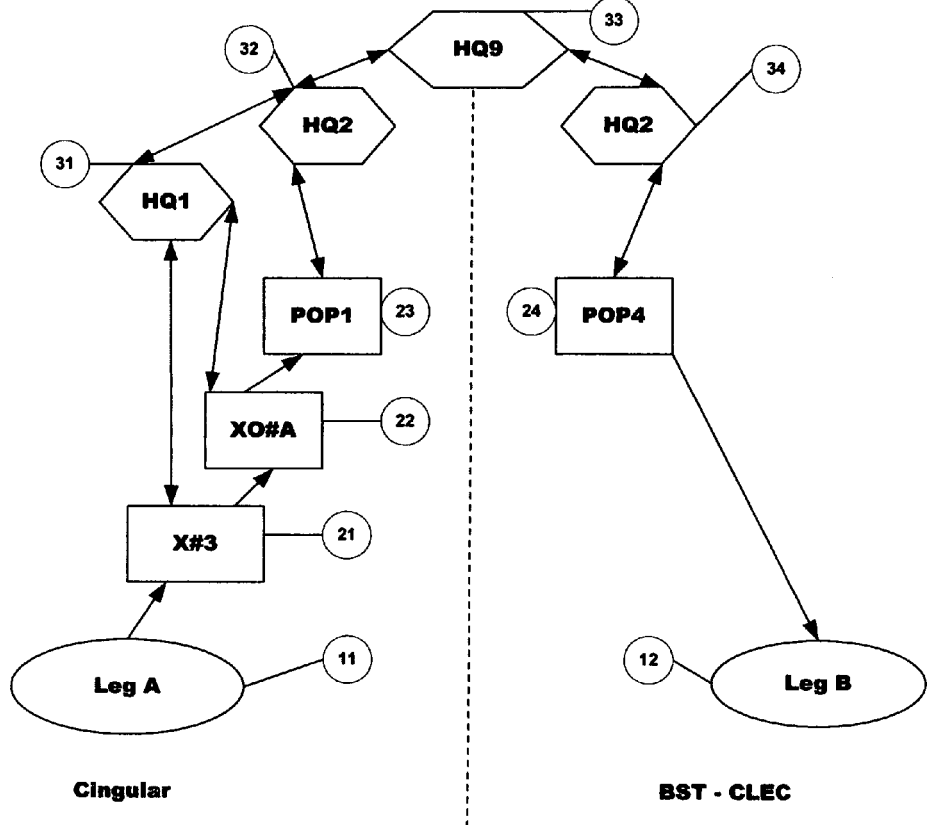 33
HQ9
32
34
HQ2
HQ2
31
HQ1
POP1
23
24
POP4
XO#A
22
X#3
21
11
12
Leg A
Leg B
Cingular
BST - CLEC